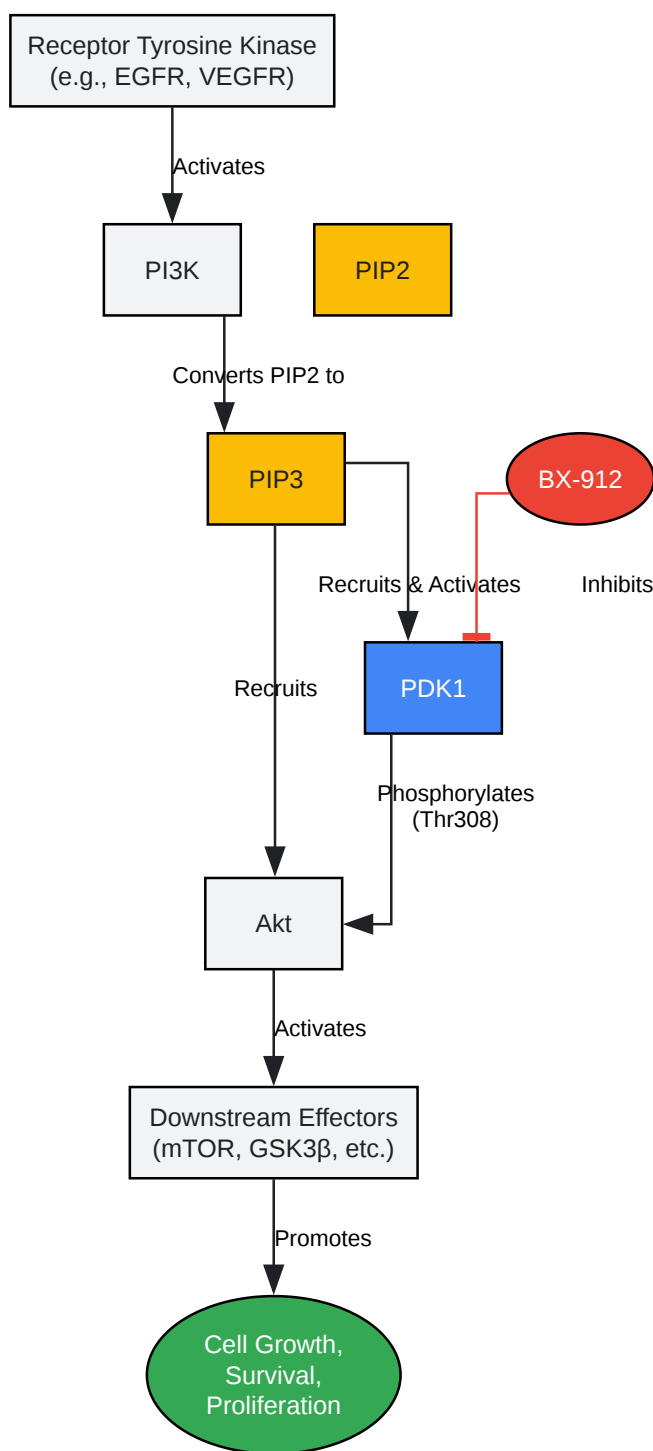 Receptor Tyrosine Kinase
(e.g., EGFR, VEGFR)
Activates
PI3K
PIP2
Converts PIP2 to
PIP3
BX-912
Recruits & Activates
Inhibits
Recruits
PDK1
Phosphorylates
(Thr308)
Akt
Activates
Downstream Effectors
(mTOR, GSK3β, etc.)
Promotes
Cell Growth,
Survival,
Proliferation